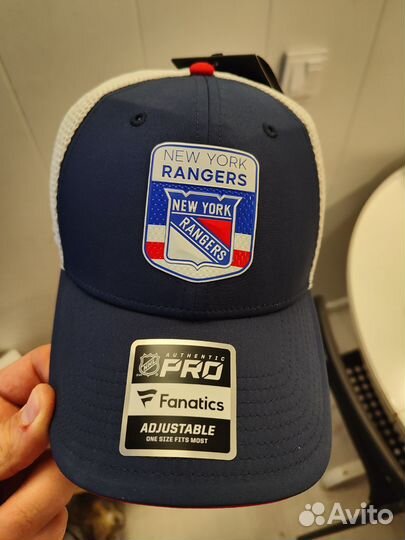 NEW YORK
RANGERS
NEW YORK
RANGERS
NHL
AUTHENTIC
PRO
Fanatics
ADJUSTABLE
ONE SIZE FITS MOST
Avito